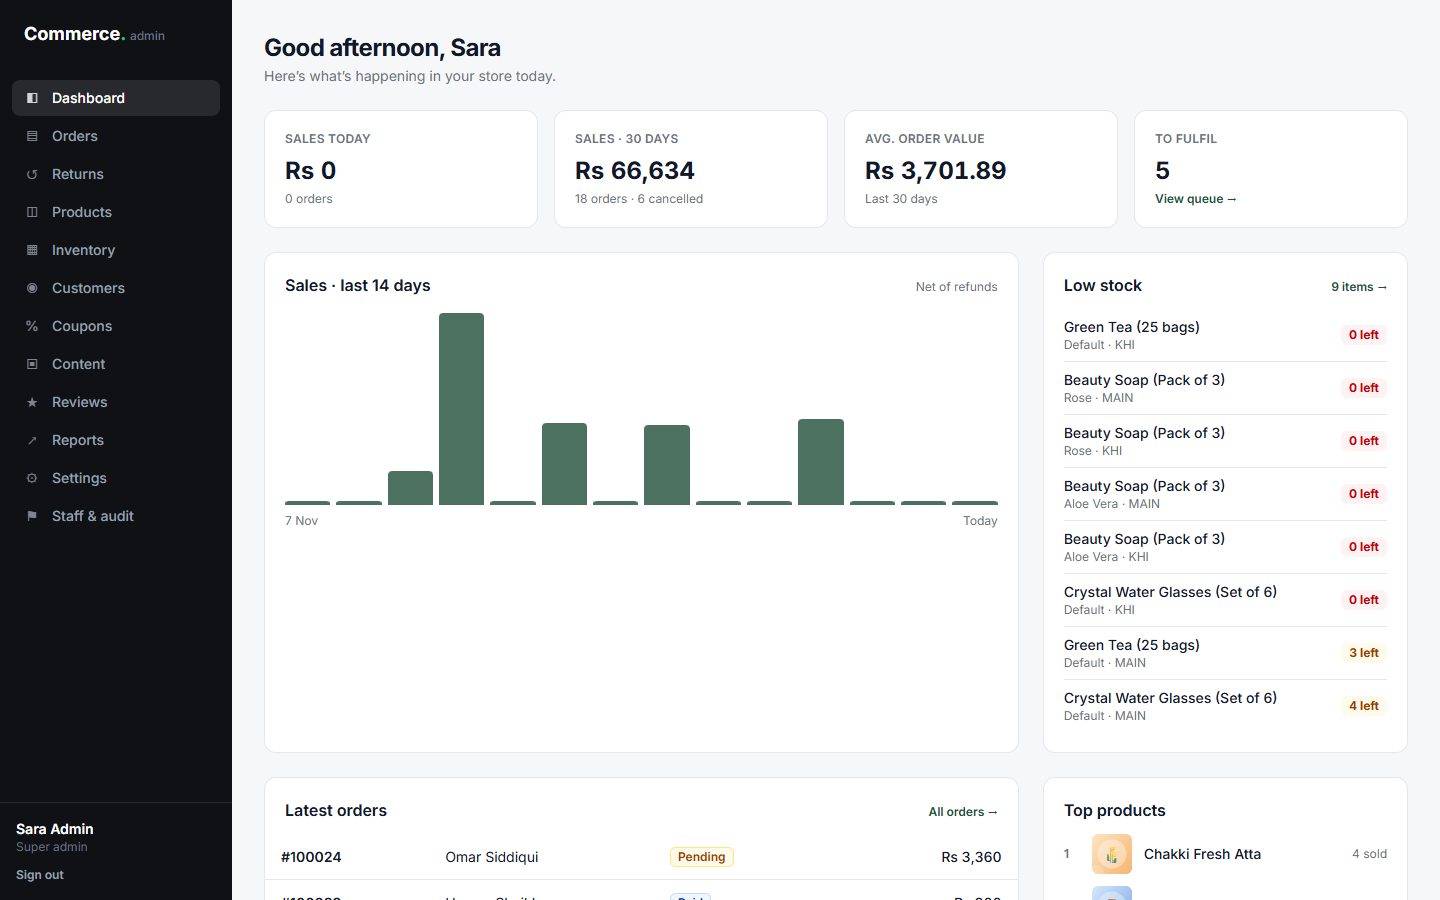 Commerce. admin
Dashboard
Orders
Returns
Products
Inventory
Customers
Coupons
Content
Reviews
Reports
Settings
Staff & audit
Sara Admin
Super admin
Sign out
Good afternoon, Sara
Here’s what’s happening in your store today.
SALES TODAY
Rs 0
0 orders
SALES · 30 DAYS
Rs 66,634
18 orders · 6 cancelled
AVG. ORDER VALUE
Rs 3,701.89
Last 30 days
TO FULFIL
5
View queue →
Sales · last 14 days
Net of refunds
7 Nov
Today
Low stock
9 items →
Green Tea (25 bags)
0 left
Default · KHI
Beauty Soap (Pack of 3)
0 left
Rose · MAIN
Beauty Soap (Pack of 3)
0 left
Rose · KHI
Beauty Soap (Pack of 3)
0 left
Aloe Vera · MAIN
Beauty Soap (Pack of 3)
0 left
Aloe Vera · KHI
Crystal Water Glasses (Set of 6)
0 left
Default · KHI
Green Tea (25 bags)
3 left
Default · MAIN
Crystal Water Glasses (Set of 6)
4 left
Default · MAIN
Latest orders
All orders →
#100024 Omar Siddiqui Pending Rs 3,360
Top products
1 Chakki Fresh Atta 4 sold